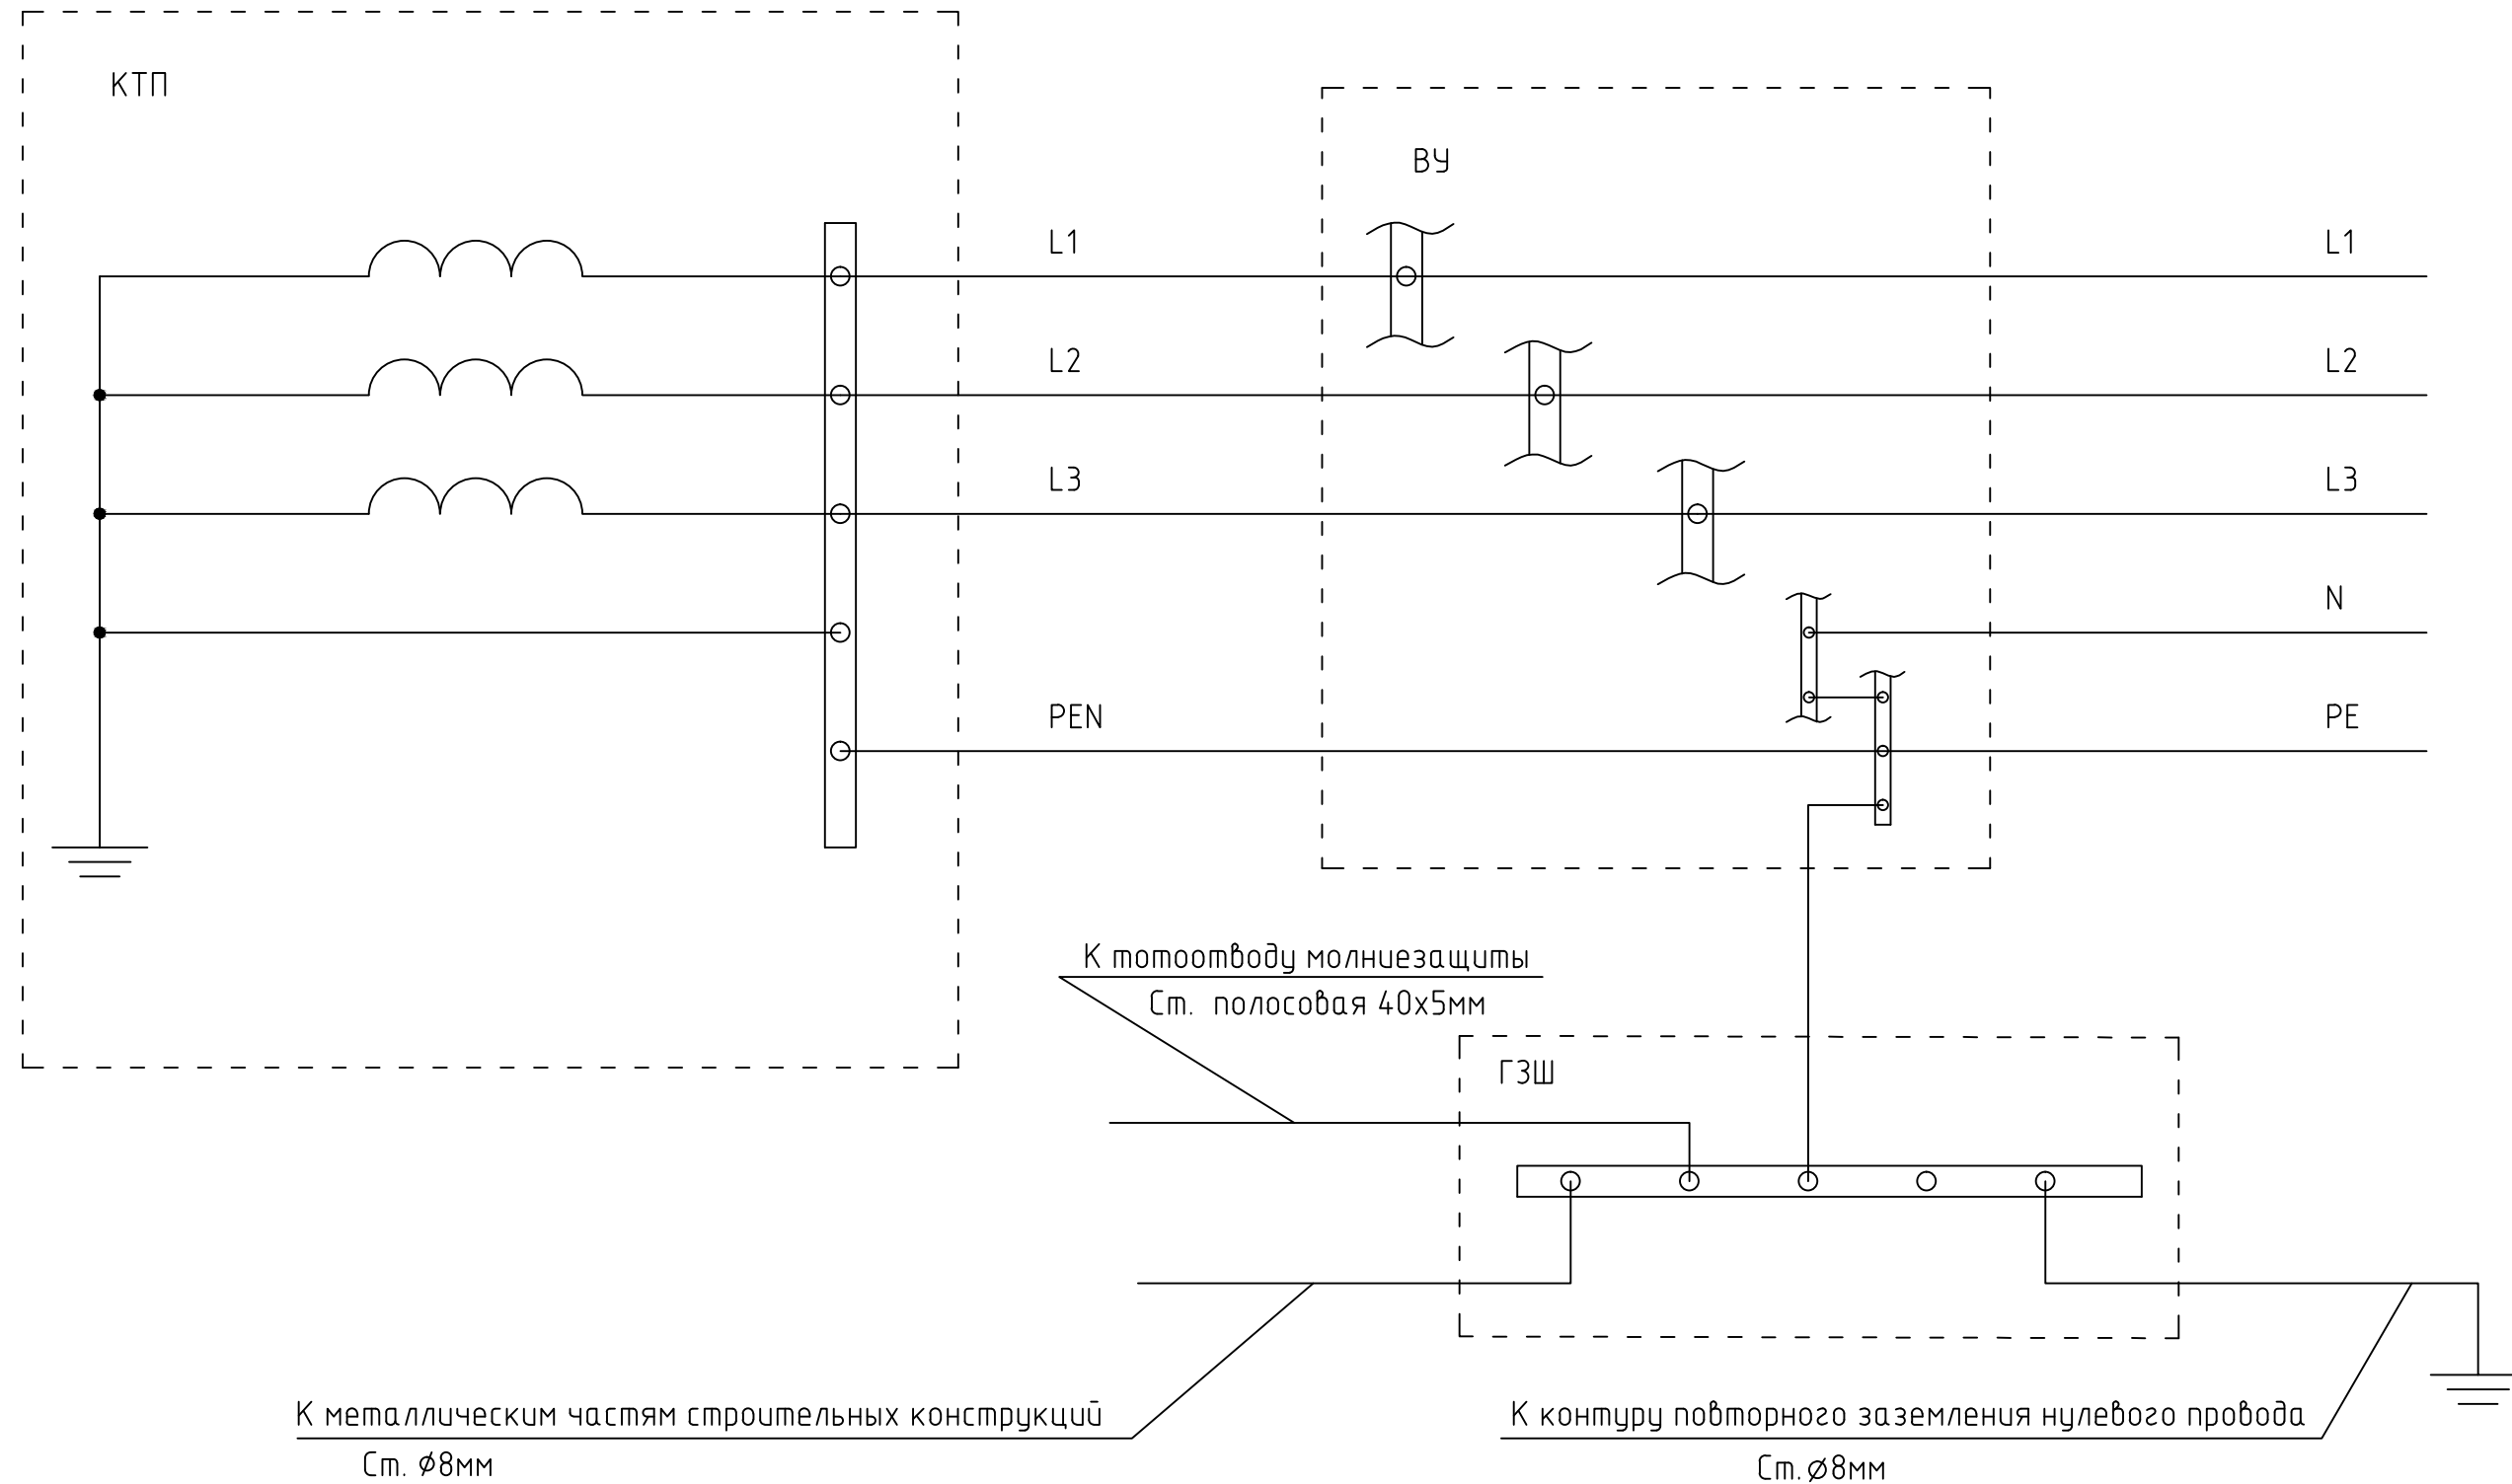 КТП
ВУ
L1
L1
L2
L2
L3
L3
N
PEN
PE
К тотоотводу молниезащиты
Ст. полосовая 40х5мм
ГЗШ
К металлическим частям строительных конструкций
Ст. ⌀8мм
К контуру повторного заземления нулевого провода
Ст.⌀8мм